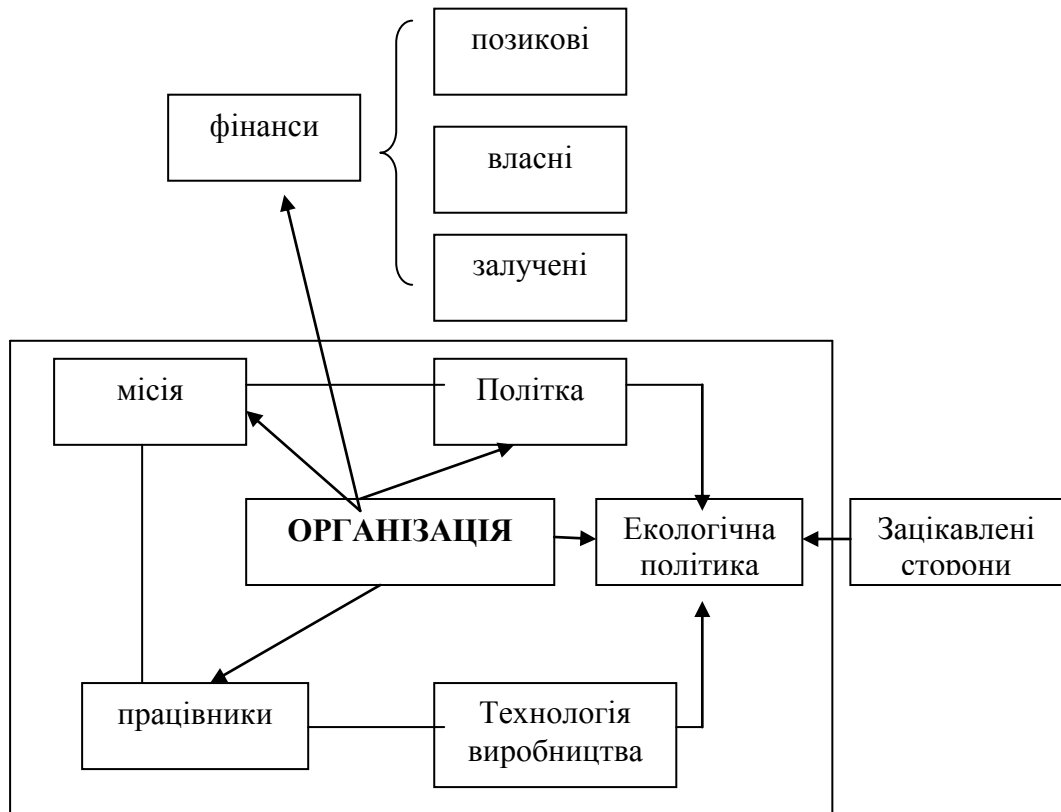 позикові
фінанси
власні
залучені
місія
Політка
ОРГАНІЗАЦІЯ
Екологічна
політика
Зацікавлені
сторони
працівники
Технологія
виробництва